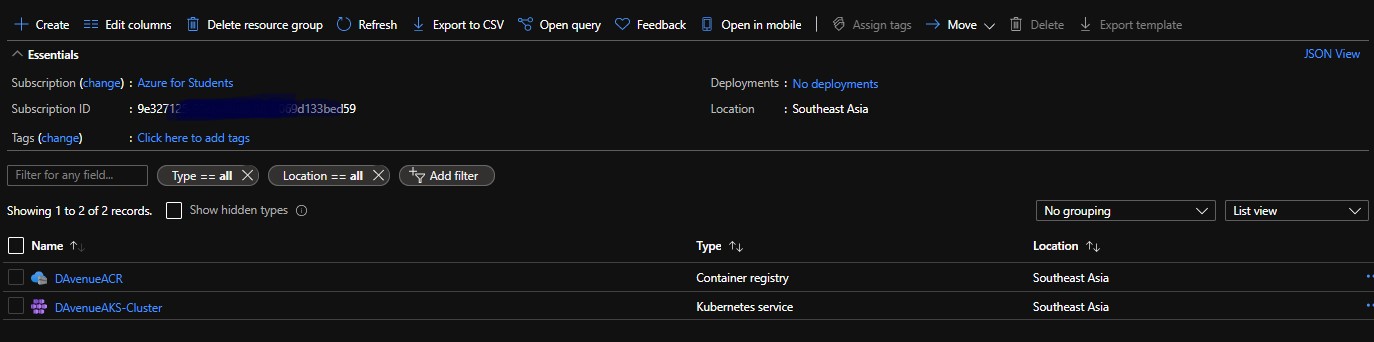 Create Edit columns Delete resource group Refresh Export to CSV Open query Feedback Open in mobile Assign tags Move Delete Export template
Essentials JSON View
Subscription (change) : Azure for Students Deployments : No deployments
Subscription ID : 9e32712 69d133bed59 Location : Southeast Asia
Tags (change) : Click here to add tags
Filter for any field... Type == all Location == all Add filter
Showing 1 to 2 of 2 records. Show hidden types No grouping List view
Name Type Location
DAvenueACR Container registry Southeast Asia
DAvenueAKS-Cluster Kubernetes service Southeast Asia